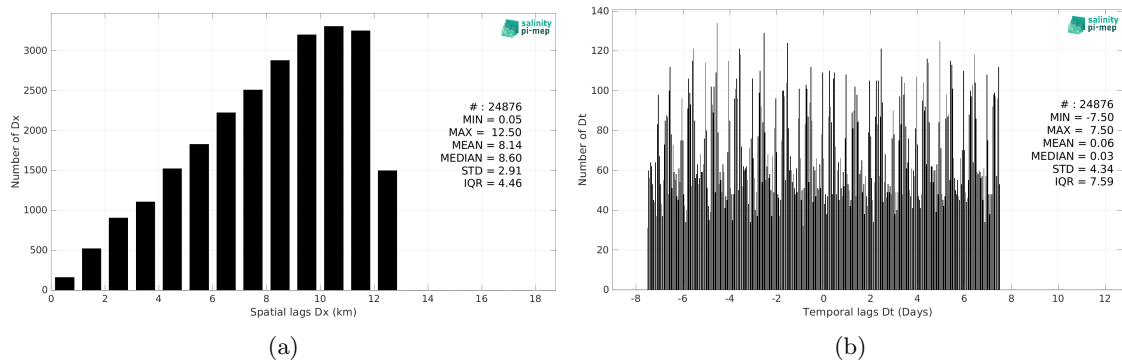 salinity
pi-mep
3000
2500
2000
1500
1000
500
0
Number of Dx
# : 24876
MIN = 0.05
MAX = 12.50
MEAN = 8.14
MEDIAN = 8.60
STD = 2.91
IQR = 4.46
0 2 4 6 8 10 12 14 16 18
Spatial lags Dx (km)
(a)
salinity
pi-mep
140
120
100
80
60
40
20
0
Number of Dt
# : 24876
MIN = -7.50
MAX = 7.50
MEAN = 0.06
MEDIAN = 0.03
STD = 4.34
IQR = 7.59
-8 -6 -4 -2 0 2 4 6 8 10 12
Temporal lags Dt (Days)
(b)